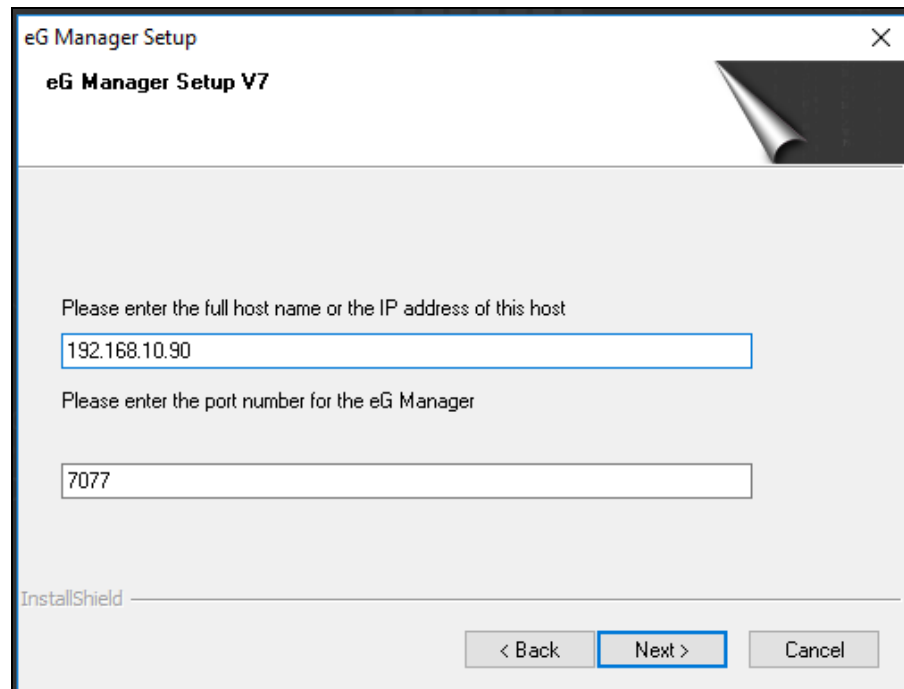 eG Manager Setup
eG Manager Setup V7
Please enter the full host name or the IP address of this host
192.168.10.90
Please enter the port number for the eG Manager
7077
InstallShield
< Back
Next >
Cancel